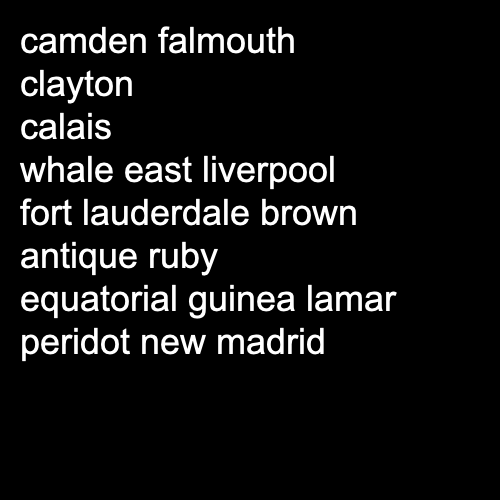 camden falmouth
clayton
calais
whale east liverpool
fort lauderdale brown
antique ruby
equatorial guinea lamar
peridot new madrid